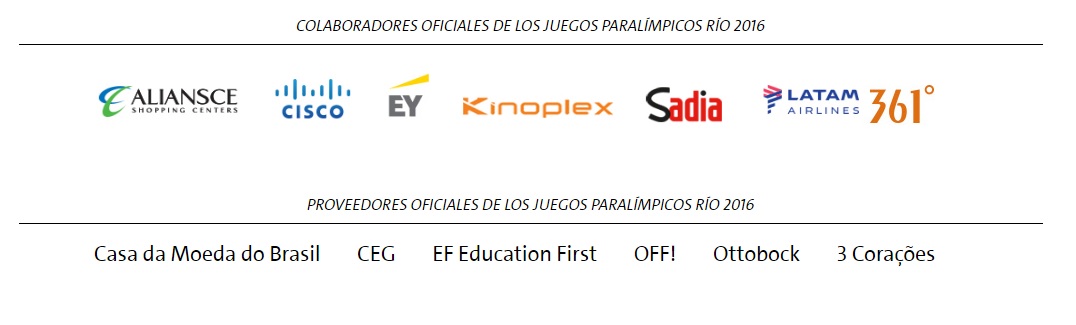 COLABORADORES OFICIALES DE LOS JUEGOS PARALÍMPICOS RÍO 2016
ALIANSCE SHOPPING CENTERS
CISCO
EY
Kinoplex
Sadia
LATAM AIRLINES
361°
PROVEEDORES OFICIALES DE LOS JUEGOS PARALÍMPICOS RÍO 2016
Casa da Moeda do Brasil CEG EF Education First OFF! Ottobock 3 Corações